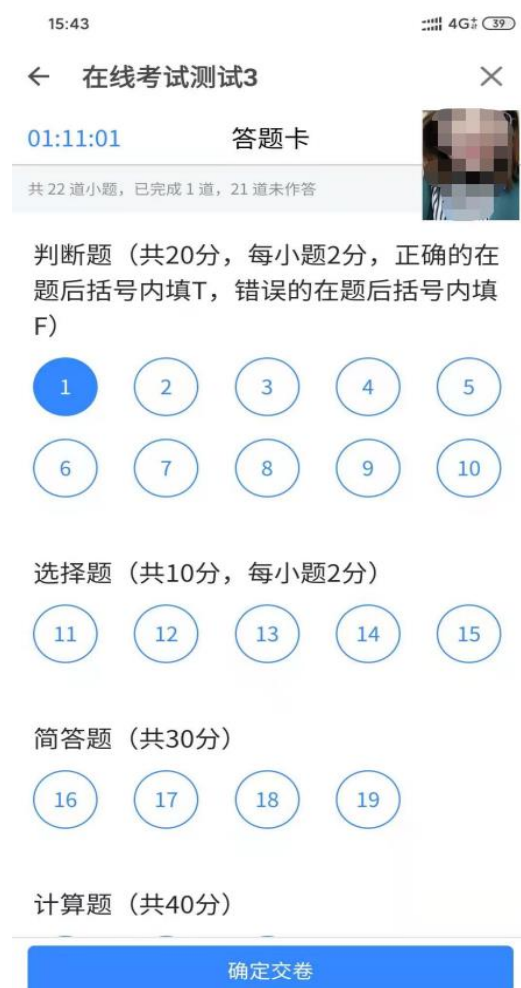 15:43
4G 39
在线考试测试3
01:11:01
答题卡
共 22 道小题，已完成 1 道，21 道未作答
判断题（共20分，每小题2分，正确的在
题后括号内填T，错误的在题后括号内填
F）
1 2 3 4 5
6 7 8 9 10
选择题（共10分，每小题2分）
11 12 13 14 15
简答题（共30分）
16 17 18 19
计算题（共40分）
确定交卷